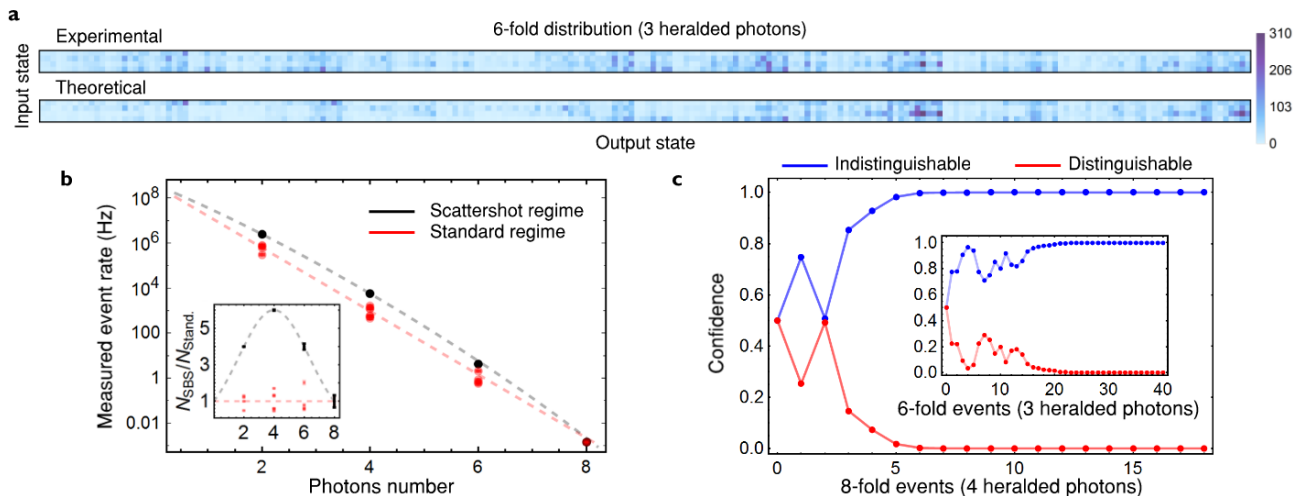 a
6-fold distribution (3 heralded photons)
Experimental
Theoretical
Input state
Output state
310
206
103
0
b
Measured event rate (Hz)
10^8
10^6
10^4
100
1
0.01
Scattershot regime
Standard regime
N_SBS/N_Stand.
5
3
1
2 4 6 8
2 4 6 8
Photons number
Indistinguishable Distinguishable
c
Confidence
1.0
0.8
0.6
0.4
0.2
0.0
1.0
0.8
0.6
0.4
0.2
0.0
0 10 20 30 40
6-fold events (3 heralded photons)
0 5 10 15
8-fold events (4 heralded photons)